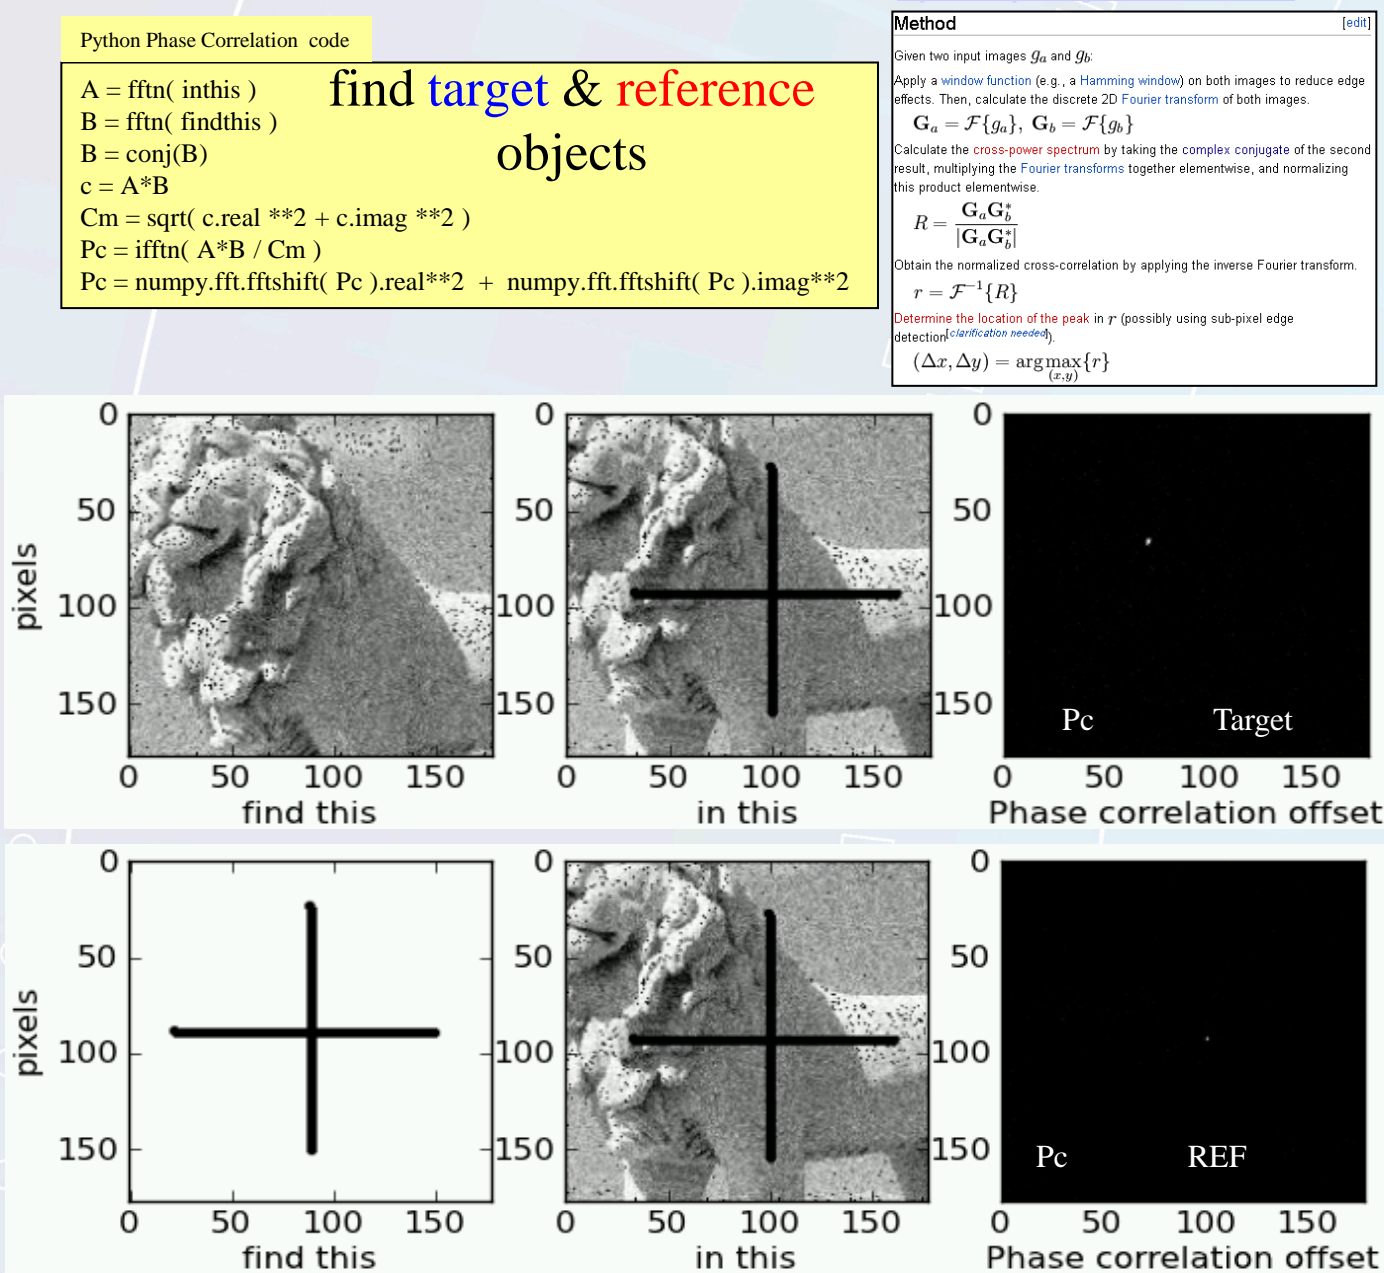 Python Phase Correlation code
find target & reference
objects
A = fftn( inthis )
B = fftn( findthis )
B = conj(B)
c = A*B
Cm = sqrt( c.real **2 + c.imag **2 )
Pc = ifftn( A*B / Cm )
Pc = numpy.fft.fftshift( Pc ).real**2 + numpy.fft.fftshift( Pc ).imag**2
Method [edit]
Given two input images g_a and g_b:
Apply a window function (e.g., a Hamming window) on both images to reduce edge
effects. Then, calculate the discrete 2D Fourier transform of both images.
G_a = ℱ{g_a}, G_b = ℱ{g_b}
Calculate the cross-power spectrum by taking the complex conjugate of the second
result, multiplying the Fourier transforms together elementwise, and normalizing
this product elementwise.
R = G_a G_b^* / |G_a G_b^*|
Obtain the normalized cross-correlation by applying the inverse Fourier transform.
r = ℱ^{-1}{R}
Determine the location of the peak in r (possibly using sub-pixel edge
detection[clarification needed]).
(Δx, Δy) = arg max_{(x,y)} {r}
0
50
100
150
pixels
0 50 100 150
find this
0
50
100
150
0 50 100 150
in this
0
50
100
150
Pc Target
0 50 100 150
Phase correlation offset
0
50
100
150
pixels
0 50 100 150
find this
0
50
100
150
0 50 100 150
in this
0
50
100
150
Pc REF
0 50 100 150
Phase correlation offset